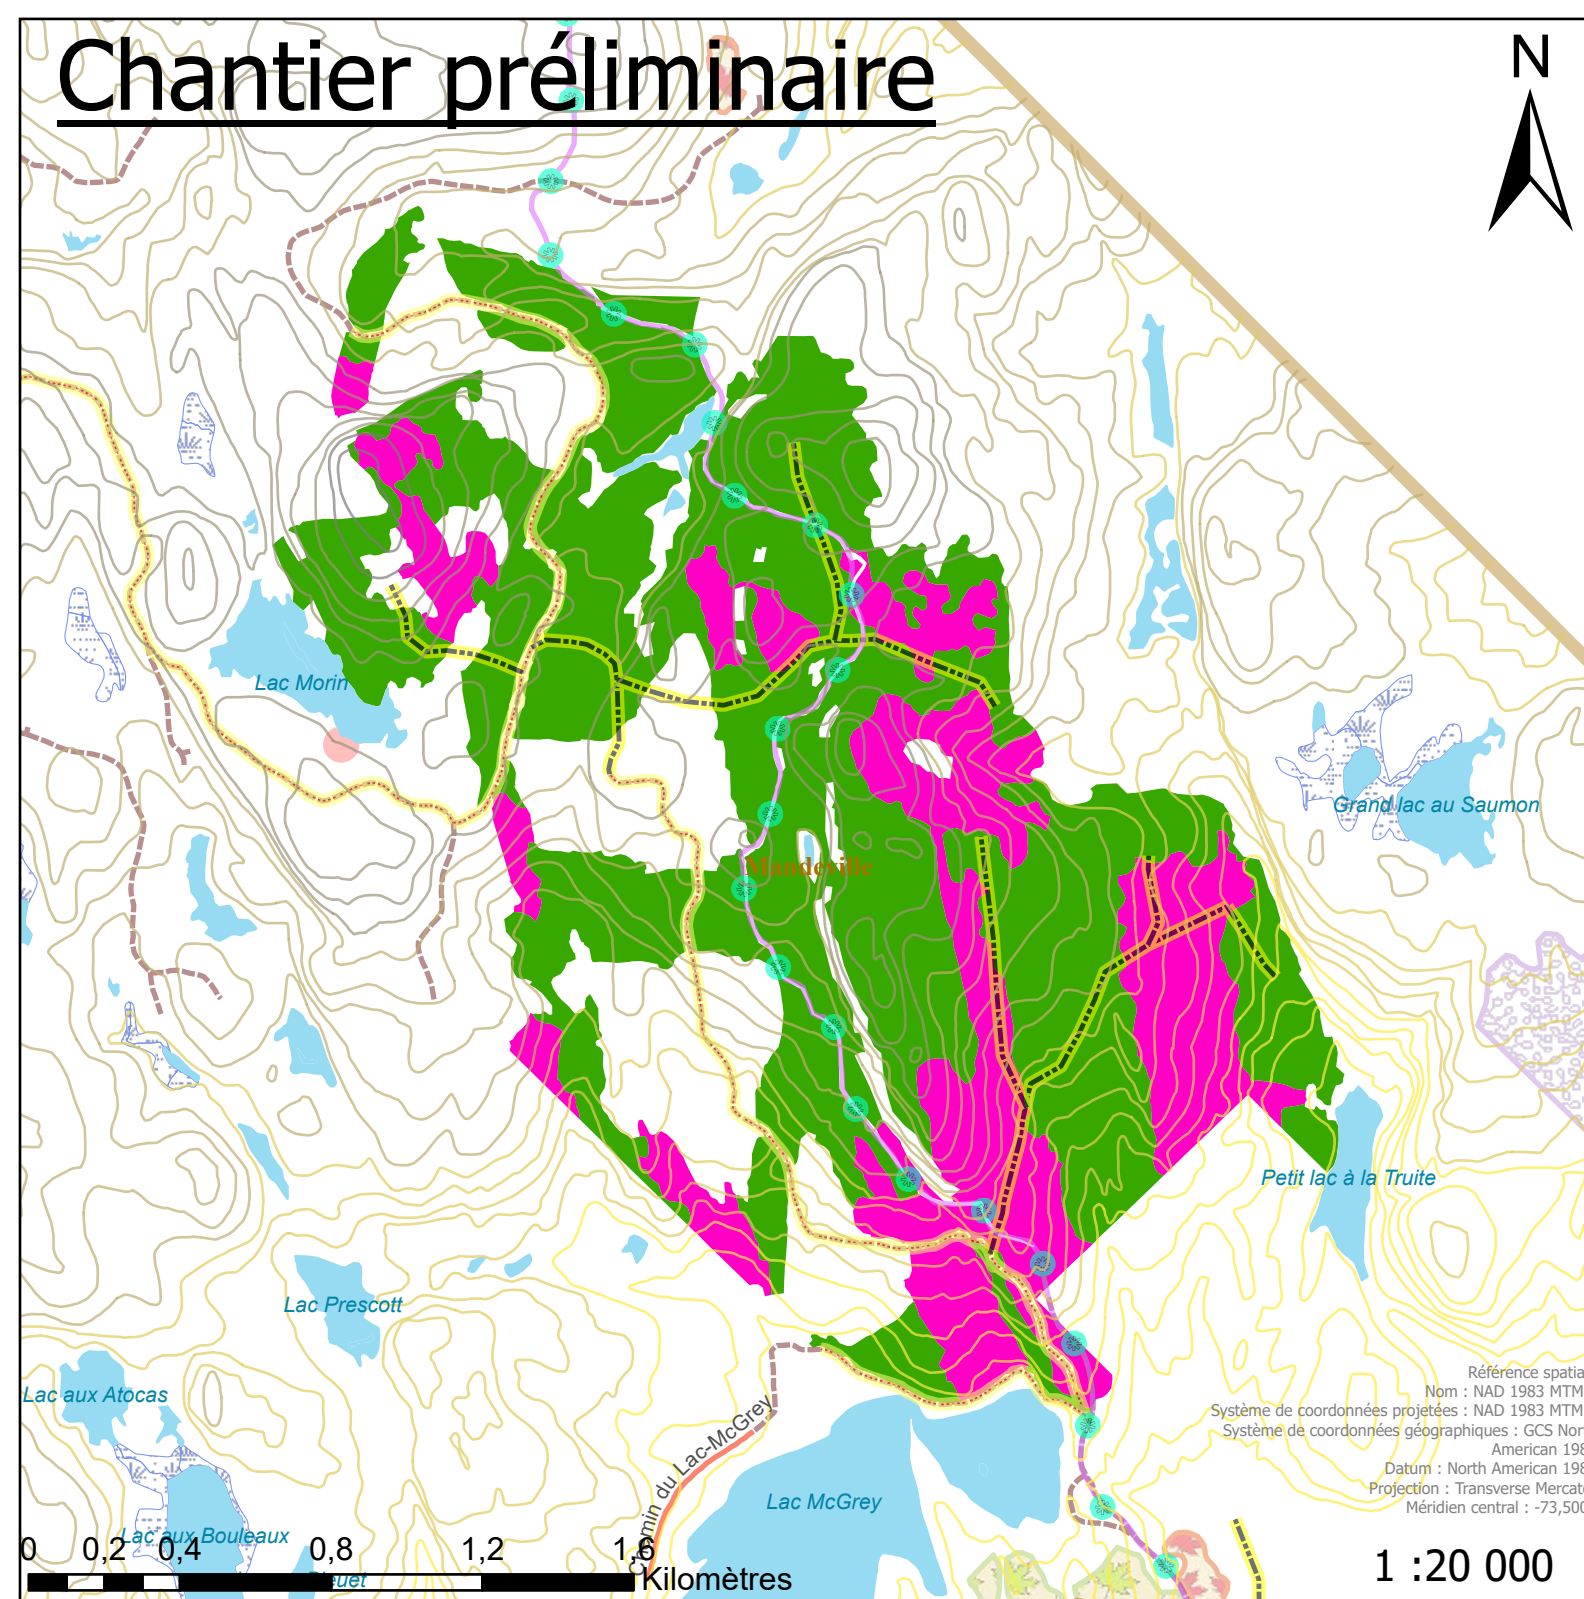 Chantier préliminaire
N
Lac Morin
Grand lac au Saumon
Mandeville
Petit lac à la Truite
Lac Prescott
Référence spatia
Nom : NAD 1983 MTM
Lac aux Atocas
Système de coordonnées projetées : NAD 1983 MTM
Système de coordonnées géographiques : GCS Nor
American 198
Datum : North American 198
Projection : Transverse Mercat
Méridien central : -73,500
Chemin du Lac-McGrey
Lac McGrey
Lac aux Bouleaux
0 0,2 0,4 0,8 1,2 1,6
Kilomètres
1 :20 000